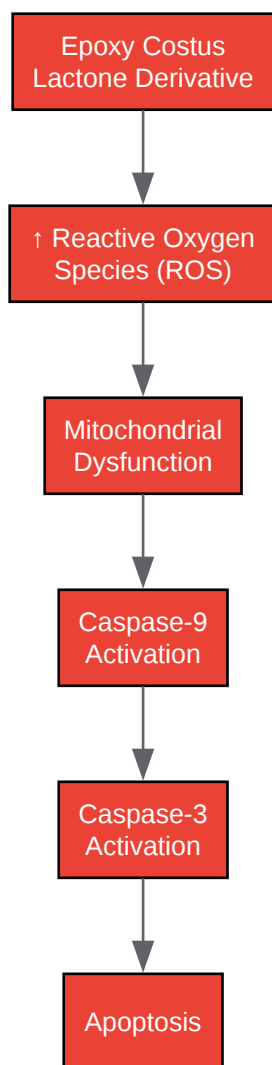 Epoxy Costus
Lactone Derivative
↑ Reactive Oxygen
Species (ROS)
Mitochondrial
Dysfunction
Caspase-9
Activation
Caspase-3
Activation
Apoptosis